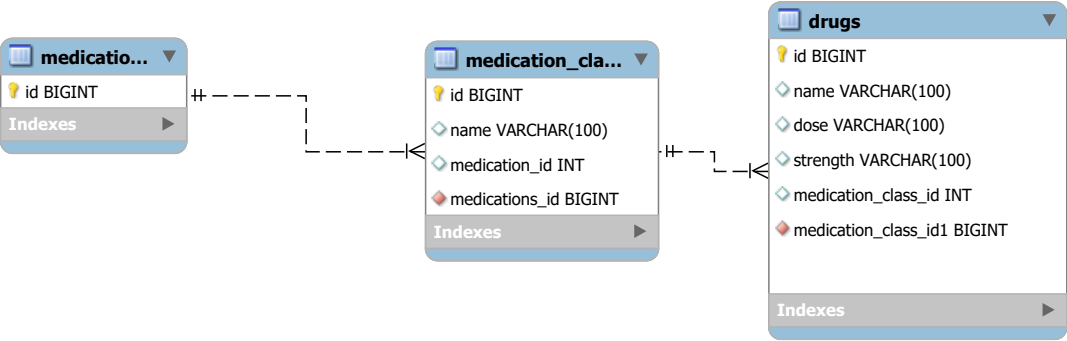 medicatio...
id BIGINT
Indexes
medication_cla...
id BIGINT
name VARCHAR(100)
medication_id INT
medications_id BIGINT
Indexes
drugs
id BIGINT
name VARCHAR(100)
dose VARCHAR(100)
strength VARCHAR(100)
medication_class_id INT
medication_class_id1 BIGINT
Indexes